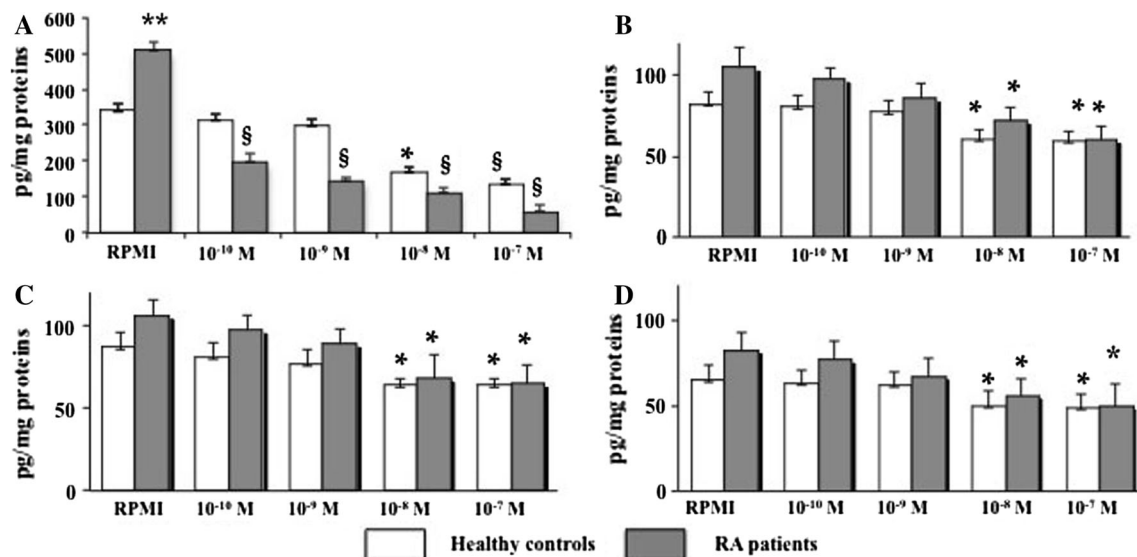 A
pg/mg proteins
600
500
400
300
200
100
0
**
§
§
*
§
§
§
RPMI 10⁻¹⁰ M 10⁻⁹ M 10⁻⁸ M 10⁻⁷ M
B
pg/mg proteins
100
50
0
*
*
* *
RPMI 10⁻¹⁰ M 10⁻⁹ M 10⁻⁸ M 10⁻⁷ M
C
pg/mg proteins
100
50
0
*
*
*
*
RPMI 10⁻¹⁰ M 10⁻⁹ M 10⁻⁸ M 10⁻⁷ M
D
pg/mg proteins
100
50
0
*
*
*
*
RPMI 10⁻¹⁰ M 10⁻⁹ M 10⁻⁸ M 10⁻⁷ M
Healthy controls RA patients